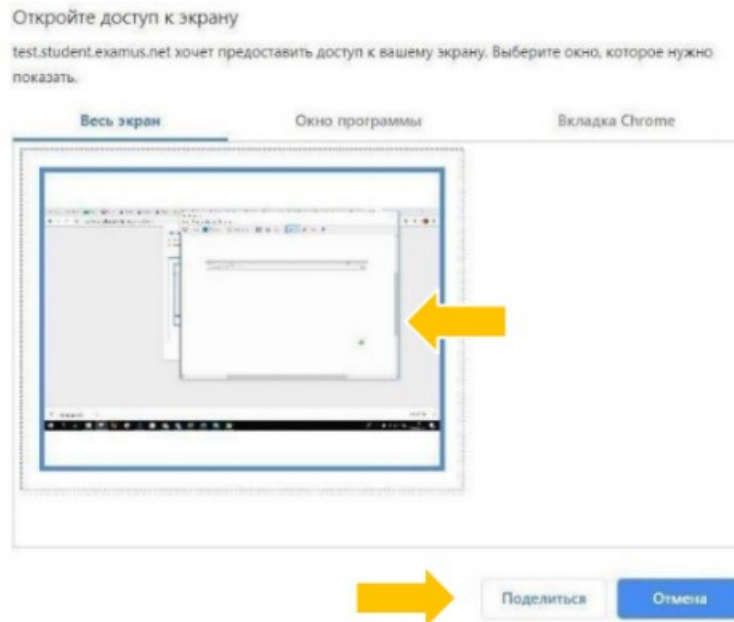 Откройте доступ к экрану
test.student.examus.net хочет предоставить доступ к вашему экрану. Выберите окно, которое нужно
показать.
Весь экран Окно программы Вкладка Chrome
Поделиться Отмена